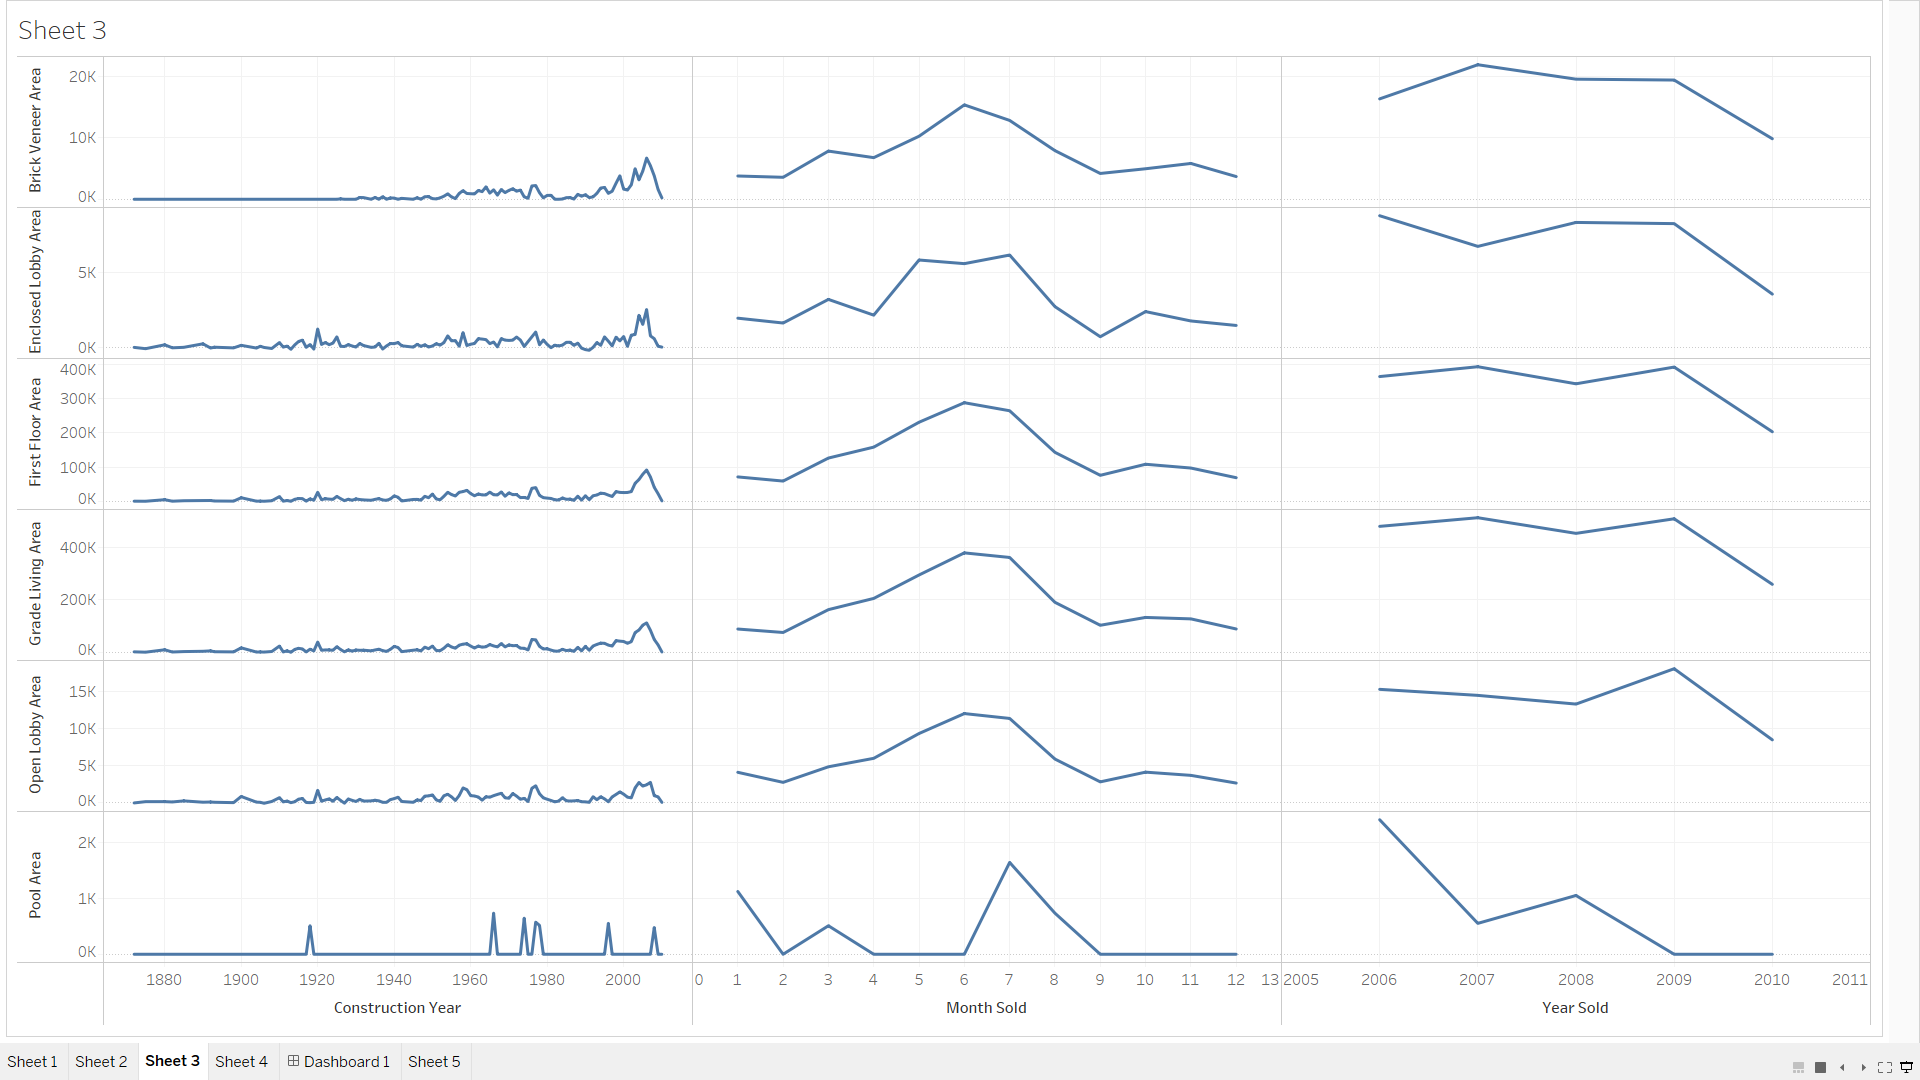 Sheet 3
Brick Veneer Area
20K
10K
0K
Enclosed Lobby Area
5K
0K
First Floor Area
400K
300K
200K
100K
0K
Grade Living Area
400K
200K
0K
Open Lobby Area
15K
10K
5K
0K
Pool Area
2K
1K
0K
1880 1900 1920 1940 1960 1980 2000
Construction Year
0 1 2 3 4 5 6 7 8 9 10 11 12 13
Month Sold
2005 2006 2007 2008 2009 2010 2011
Year Sold
Sheet 1 Sheet 2 Sheet 3 Sheet 4 Dashboard 1 Sheet 5